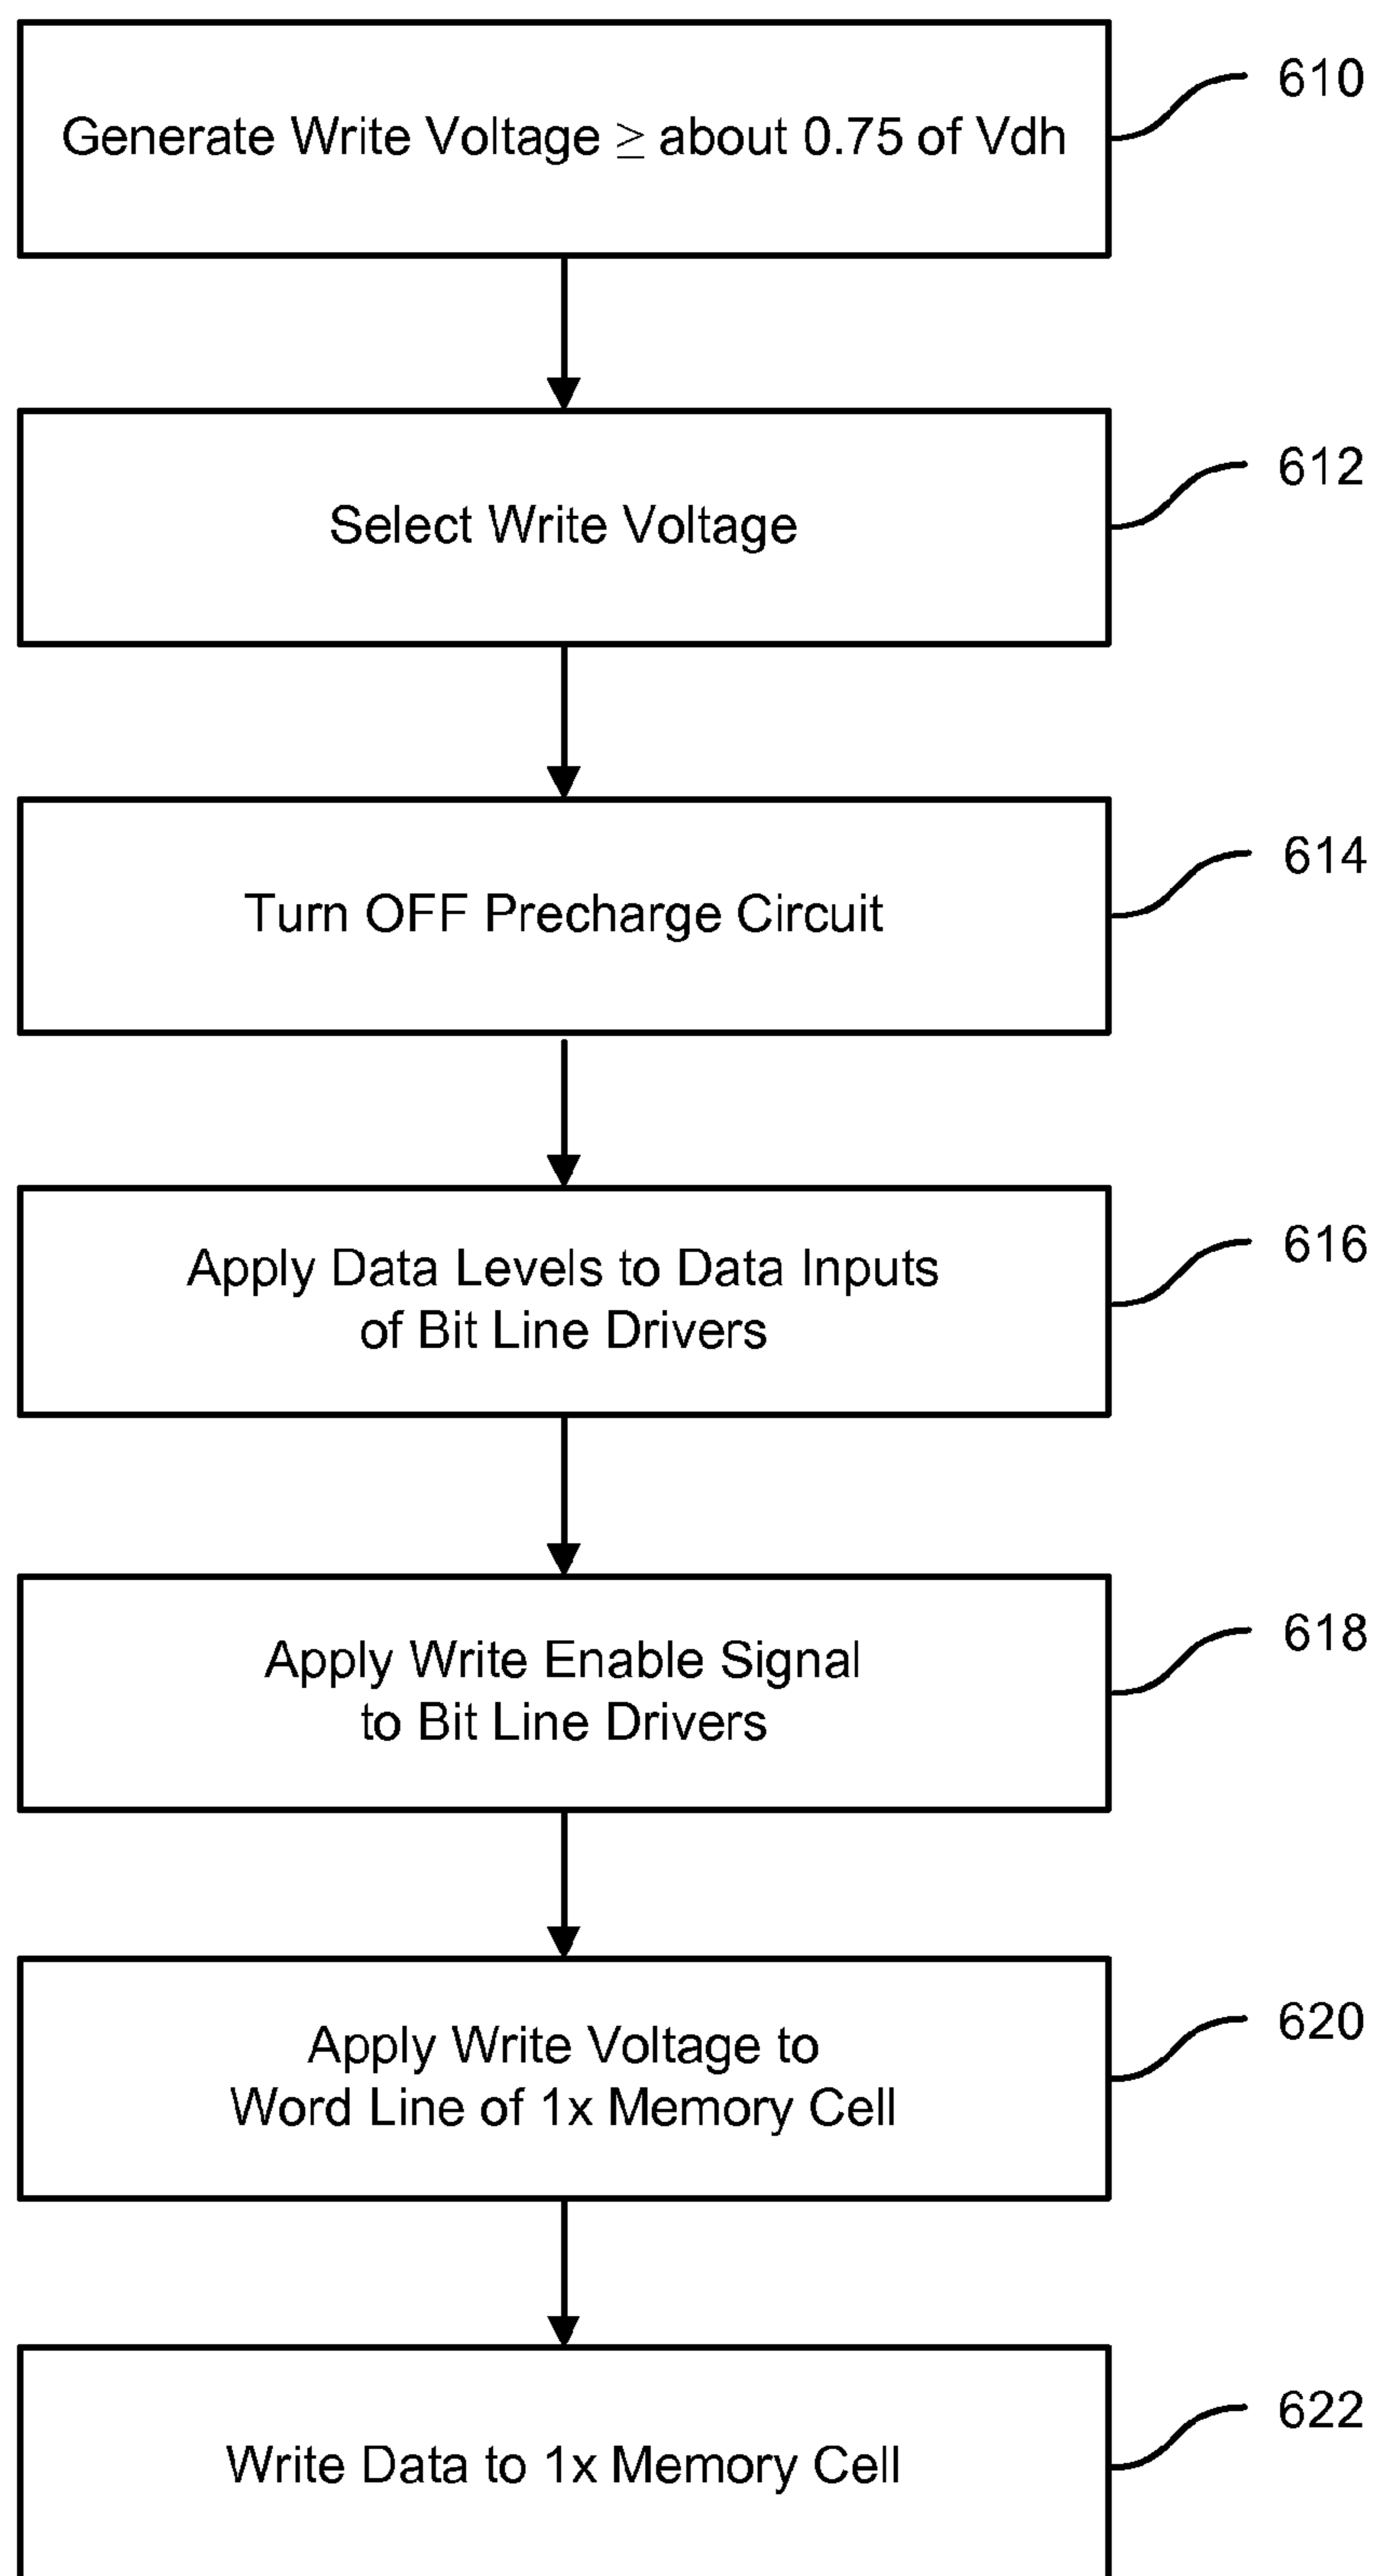 Generate Write Voltage ≥ about 0.75 of Vdh
610
Select Write Voltage
612
Turn OFF Precharge Circuit
614
Apply Data Levels to Data Inputs
of Bit Line Drivers
616
Apply Write Enable Signal
to Bit Line Drivers
618
Apply Write Voltage to
Word Line of 1x Memory Cell
620
Write Data to 1x Memory Cell
622